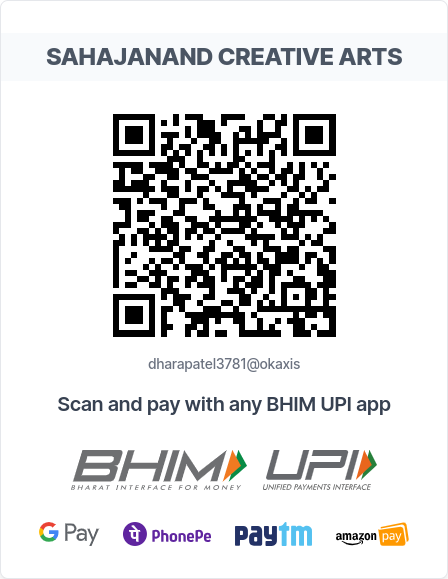 SAHAJANAND CREATIVE ARTS
dharapatel3781@okaxis
Scan and pay with any BHIM UPI app
BHIM UPI
BHARAT INTERFACE FOR MONEY UNIFIED PAYMENTS INTERFACE
G Pay पे PhonePe paytm amazon pay